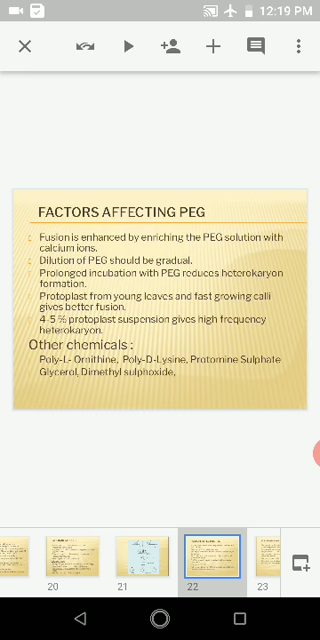 12:19 PM
FACTORS AFFECTING PEG
Fusion is enhanced by enriching the PEG solution with
calcium ions.
Dilution of PEG should be gradual.
Prolonged incubation with PEG reduces heterokaryon
formation.
Protoplast from young leaves and fast growing calli
gives better fusion.
4-5 % protoplast suspension gives high frequency
heterokaryon.
Other chemicals :
Poly-L- Ornithine, Poly-D-Lysine, Protomine Sulphate
Glycerol, Dimethyl sulphoxide,
20
21
22
23